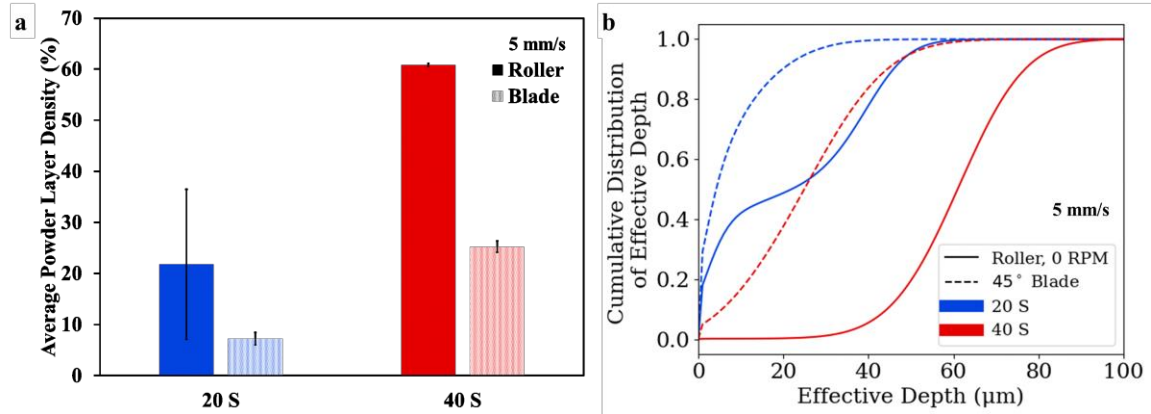 a
70
60
50
40
30
20
10
0
Average Powder Layer Density (%)
5 mm/s
Roller
Blade
20 S
40 S
b
1.0
0.8
0.6
0.4
0.2
0.0
Cumulative Distribution
of Effective Depth
5 mm/s
Roller, 0 RPM
45° Blade
20 S
40 S
0
20
40
60
80
100
Effective Depth (μm)